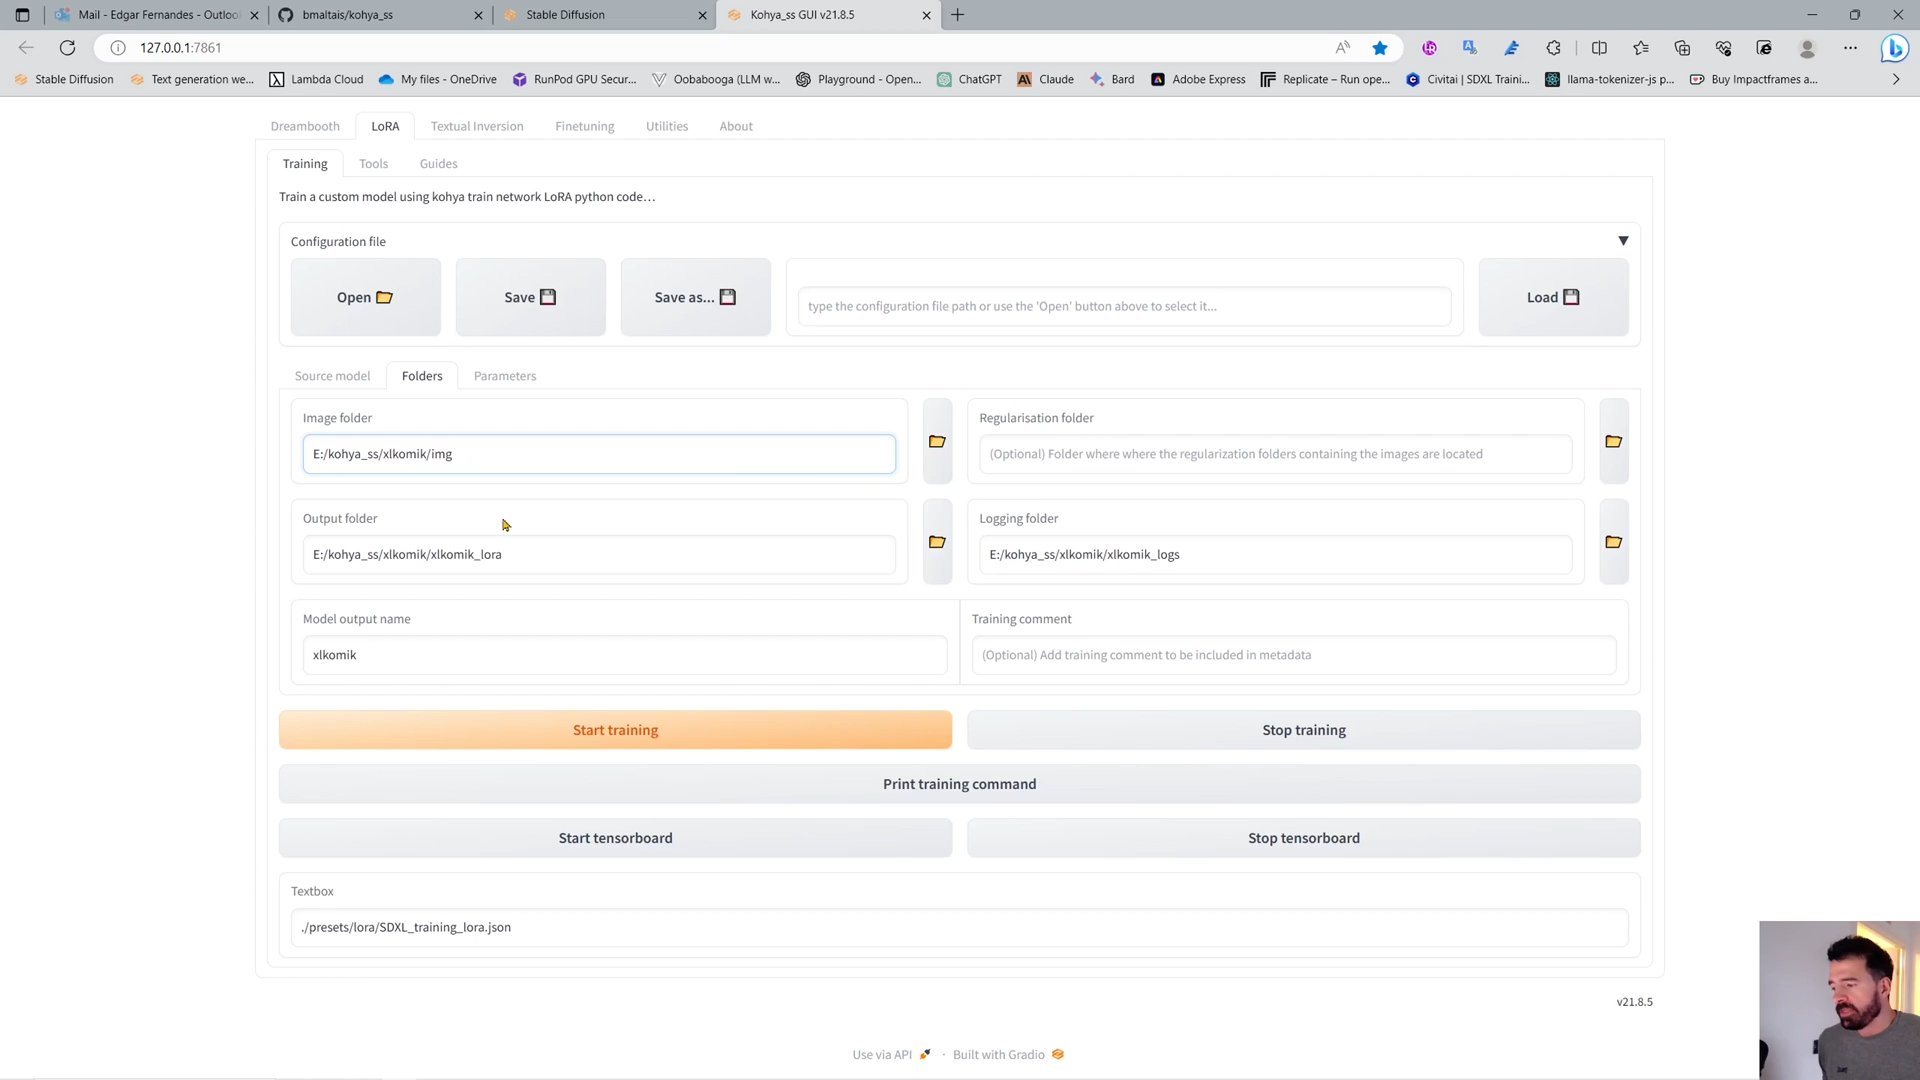 Mail - Edgar Fernandes - Outloo
bmaltais/kohya_ss
Stable Diffusion
Kohya_ss GUI v21.8.5
127.0.0.1:7861
Stable Diffusion
Text generation we...
Lambda Cloud
My files - OneDrive
RunPod GPU Secur...
Oobabooga (LLM w...
Playground - Open...
ChatGPT
Claude
Bard
Adobe Express
Replicate – Run ope...
Civitai | SDXL Traini...
llama-tokenizer-js p...
Buy Impactframes a...
Dreambooth
LoRA
Textual Inversion
Finetuning
Utilities
About
Training
Tools
Guides
Train a custom model using kohya train network LoRA python code…
Configuration file
Open
Save
Save as...
type the configuration file path or use the 'Open' button above to select it...
Load
Source model
Folders
Parameters
Image folder
E:/kohya_ss/xlkomik/img
Regularisation folder
(Optional) Folder where where the regularization folders containing the images are located
Output folder
E:/kohya_ss/xlkomik/xlkomik_lora
Logging folder
E:/kohya_ss/xlkomik/xlkomik_logs
Model output name
xlkomik
Training comment
(Optional) Add training comment to be included in metadata
Start training
Stop training
Print training command
Start tensorboard
Stop tensorboard
Textbox
./presets/lora/SDXL_training_lora.json
v21.8.5
Use via API
· Built with Gradio